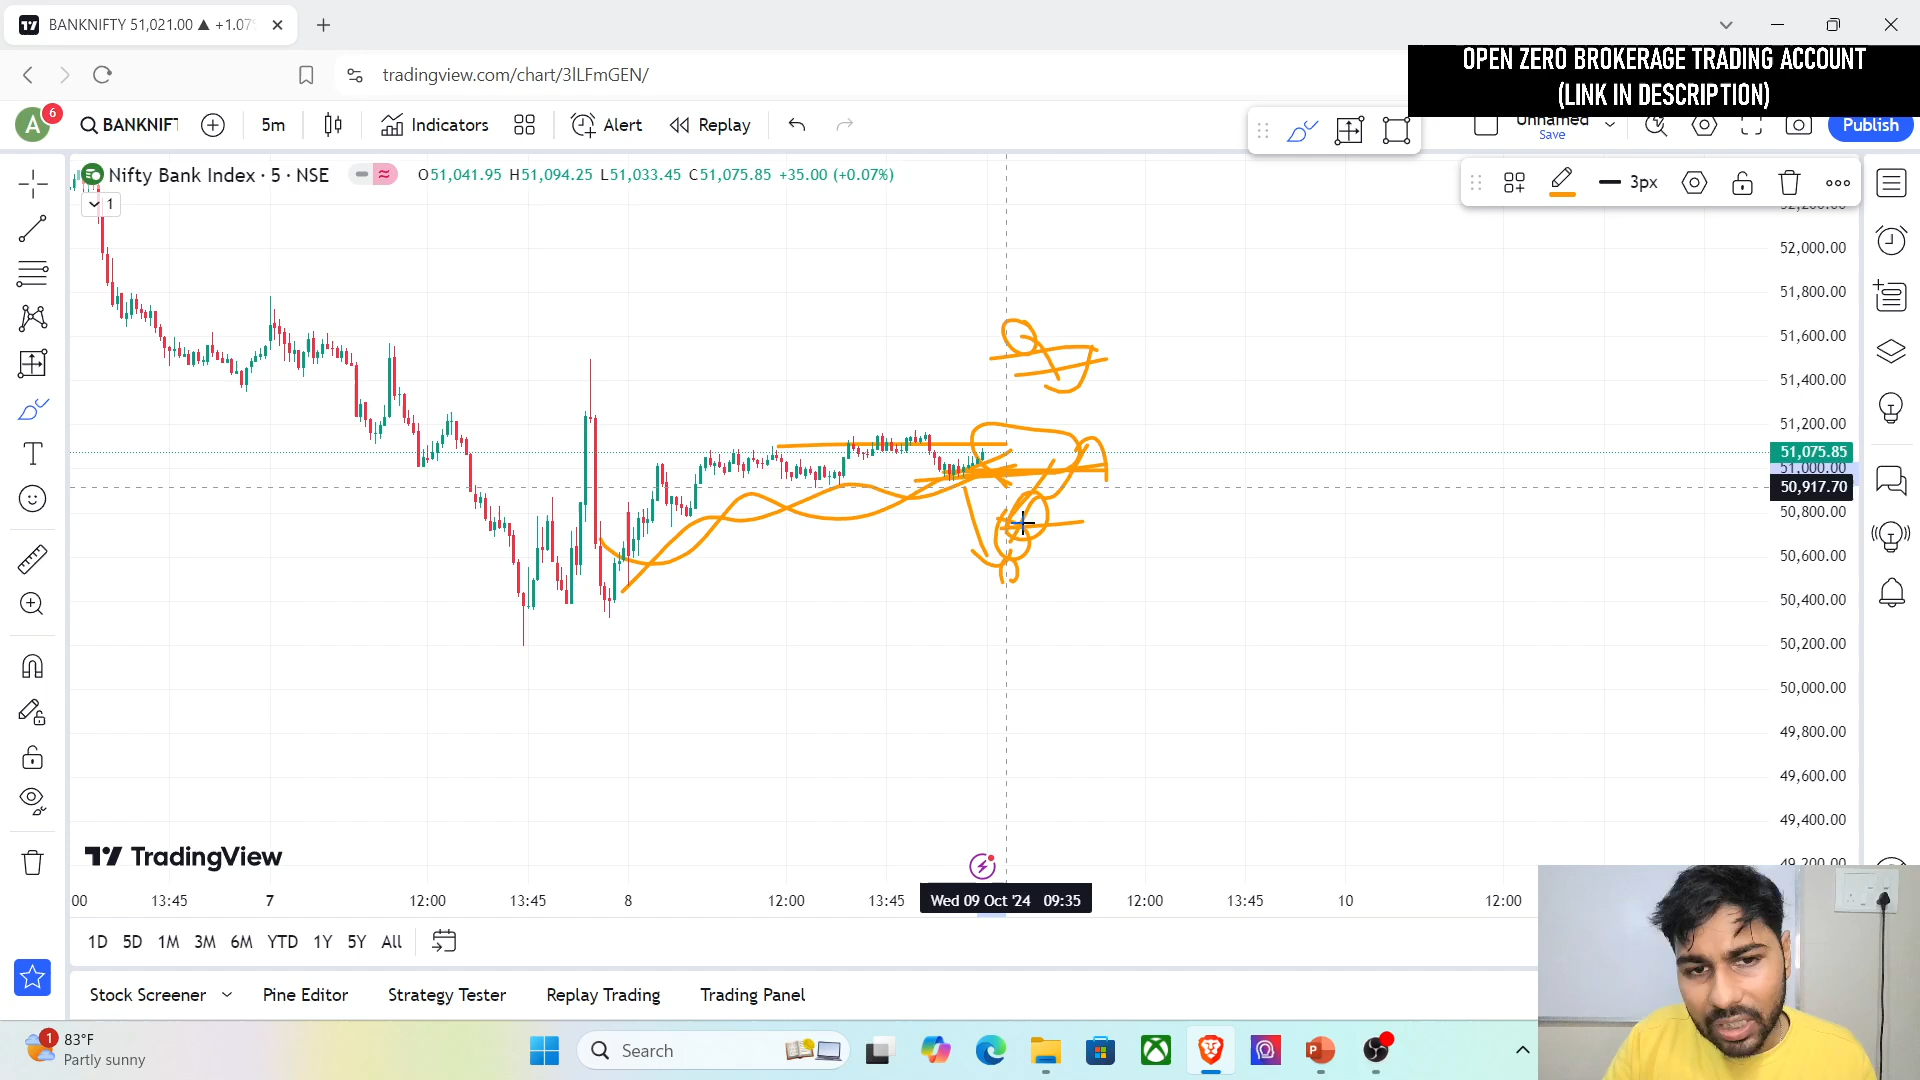 BANKNIFTY 51,021.00 ▲ +1.07%
tradingview.com/chart/3lLFmGEN/
OPEN ZERO BROKERAGE TRADING ACCOUNT
(LINK IN DESCRIPTION)
A
6
BANKNIFT
5m
Indicators
Alert
Replay
Unnamed
Save
Publish
Nifty Bank Index · 5 · NSE
O51,041.95 H51,094.25 L51,033.45 C51,075.85 +35.00 (+0.07%)
1
3px
52,000.00
51,800.00
51,600.00
51,400.00
51,200.00
51,075.85
51,000.00
50,917.70
50,800.00
50,600.00
50,400.00
50,200.00
50,000.00
49,800.00
49,600.00
49,400.00
49,200.00
TradingView
00
13:45
7
12:00
13:45
8
12:00
13:45
Wed 09 Oct '24 09:35
12:00
13:45
10
12:00
1D 5D 1M 3M 6M YTD 1Y 5Y All
Stock Screener
Pine Editor
Strategy Tester
Replay Trading
Trading Panel
1
83°F
Partly sunny
Search